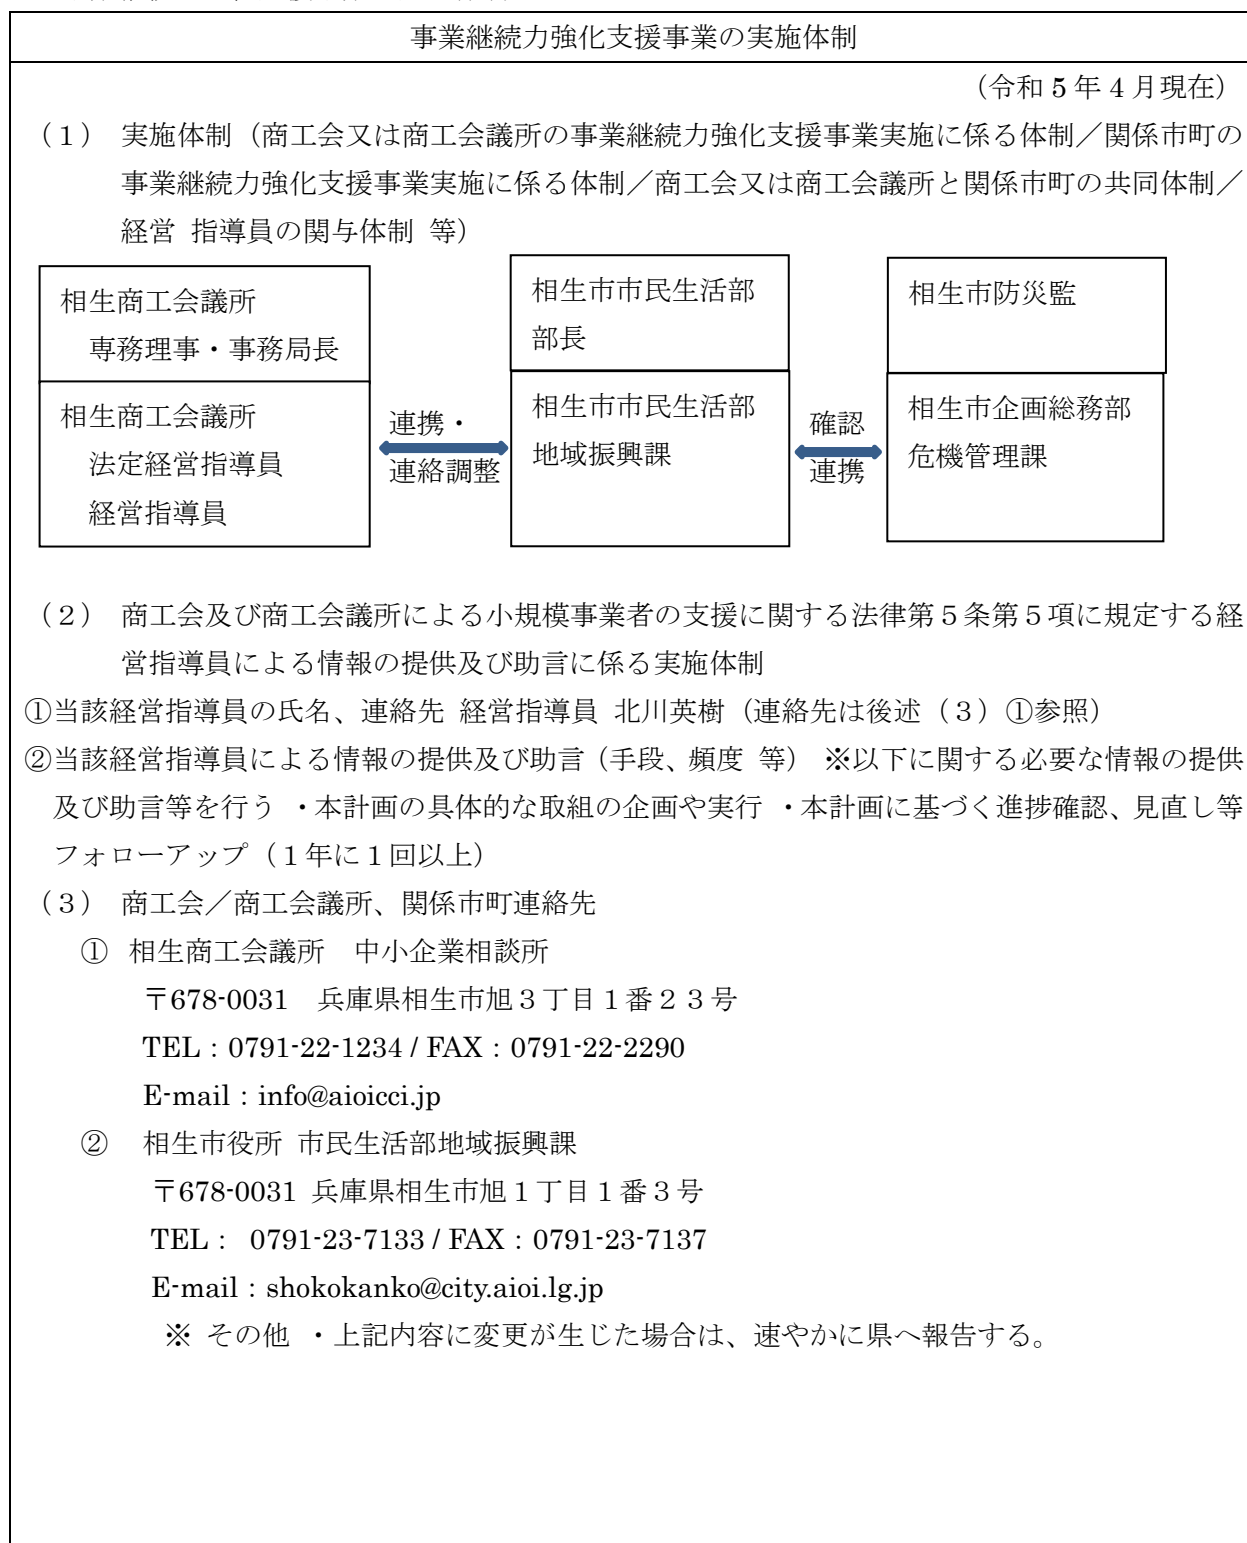 事業継続力強化支援事業の実施体制
（令和 5 年 4 月現在）
（１） 実施体制（商工会又は商工会議所の事業継続力強化支援事業実施に係る体制／関係市町の
事業継続力強化支援事業実施に係る体制／商工会又は商工会議所と関係市町の共同体制／
経営 指導員の関与体制 等）
相生商工会議所
専務理事・事務局長
相生商工会議所
法定経営指導員
経営指導員
連携・
連絡調整
相生市市民生活部
部長
相生市市民生活部
地域振興課
確認
連携
相生市防災監
相生市企画総務部
危機管理課
（２） 商工会及び商工会議所による小規模事業者の支援に関する法律第５条第５項に規定する経
営指導員による情報の提供及び助言に係る実施体制
①当該経営指導員の氏名、連絡先 経営指導員 北川英樹（連絡先は後述（３）①参照）
②当該経営指導員による情報の提供及び助言（手段、頻度 等） ※以下に関する必要な情報の提供
及び助言等を行う ・本計画の具体的な取組の企画や実行 ・本計画に基づく進捗確認、見直し等
フォローアップ（１年に１回以上）
（３） 商工会／商工会議所、関係市町連絡先
① 相生商工会議所　中小企業相談所
〒678-0031　兵庫県相生市旭３丁目１番２３号
TEL：0791-22-1234 / FAX：0791-22-2290
E-mail：info@aioicci.jp
② 相生市役所 市民生活部地域振興課
〒678-0031 兵庫県相生市旭１丁目１番３号
TEL： 0791-23-7133 / FAX：0791-23-7137
E-mail：shokokanko@city.aioi.lg.jp
※ その他 ・上記内容に変更が生じた場合は、速やかに県へ報告する。